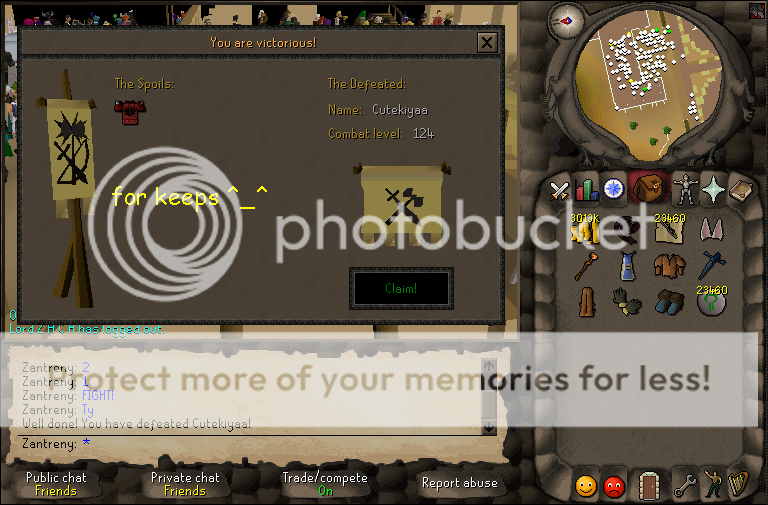 You are victorious!
The Spoils:
The Defeated:
Name: Cutekiyaa
Combat level: 124
for keeps ^_^
photobucket
Claim!
has logged out.
3013k
23460
23460
Protect more of your memories for less!
Zantreny: 2
Zantreny: 1
Zantreny: FIGHT!
Zantreny: Ty
Well done! You have defeated Cutekiyaa!
Zantreny: *
Public chat
Friends
Private chat
Friends
Trade/compete
On
Report abuse